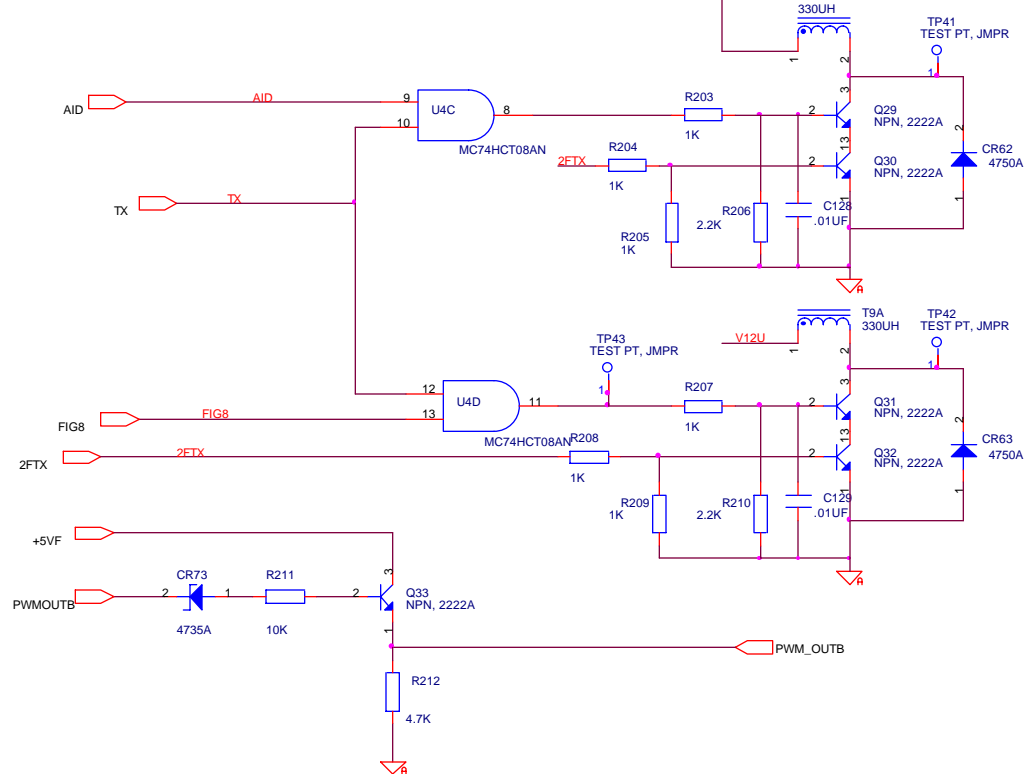 330UH
TP41
TEST PT, JMPR
1
2
1
3
AID
AID
9
10
U4C
8
MC74HCT08AN
R203
1K
2
Q29
NPN, 2222A
13
2
CR62
4750A
1
2FTX
R204
1K
2
Q30
NPN, 2222A
1
TX
TX
R205
1K
2.2K
R206
C128
.01UF
A
T9A
330UH
V12U
1
2
TP42
TEST PT, JMPR
1
TP43
TEST PT, JMPR
1
3
12
13
U4D
11
MC74HCT08AN
R207
1K
2
Q31
NPN, 2222A
13
2
CR63
4750A
1
FIG8
FIG8
2FTX
2FTX
R208
1K
2
Q32
NPN, 2222A
1
R209
1K
2.2K
R210
C129
.01UF
A
+5VF
PWMOUTB
2
CR73
4735A
1
R211
10K
2
3
Q33
NPN, 2222A
1
PWM_OUTB
R212
4.7K
A